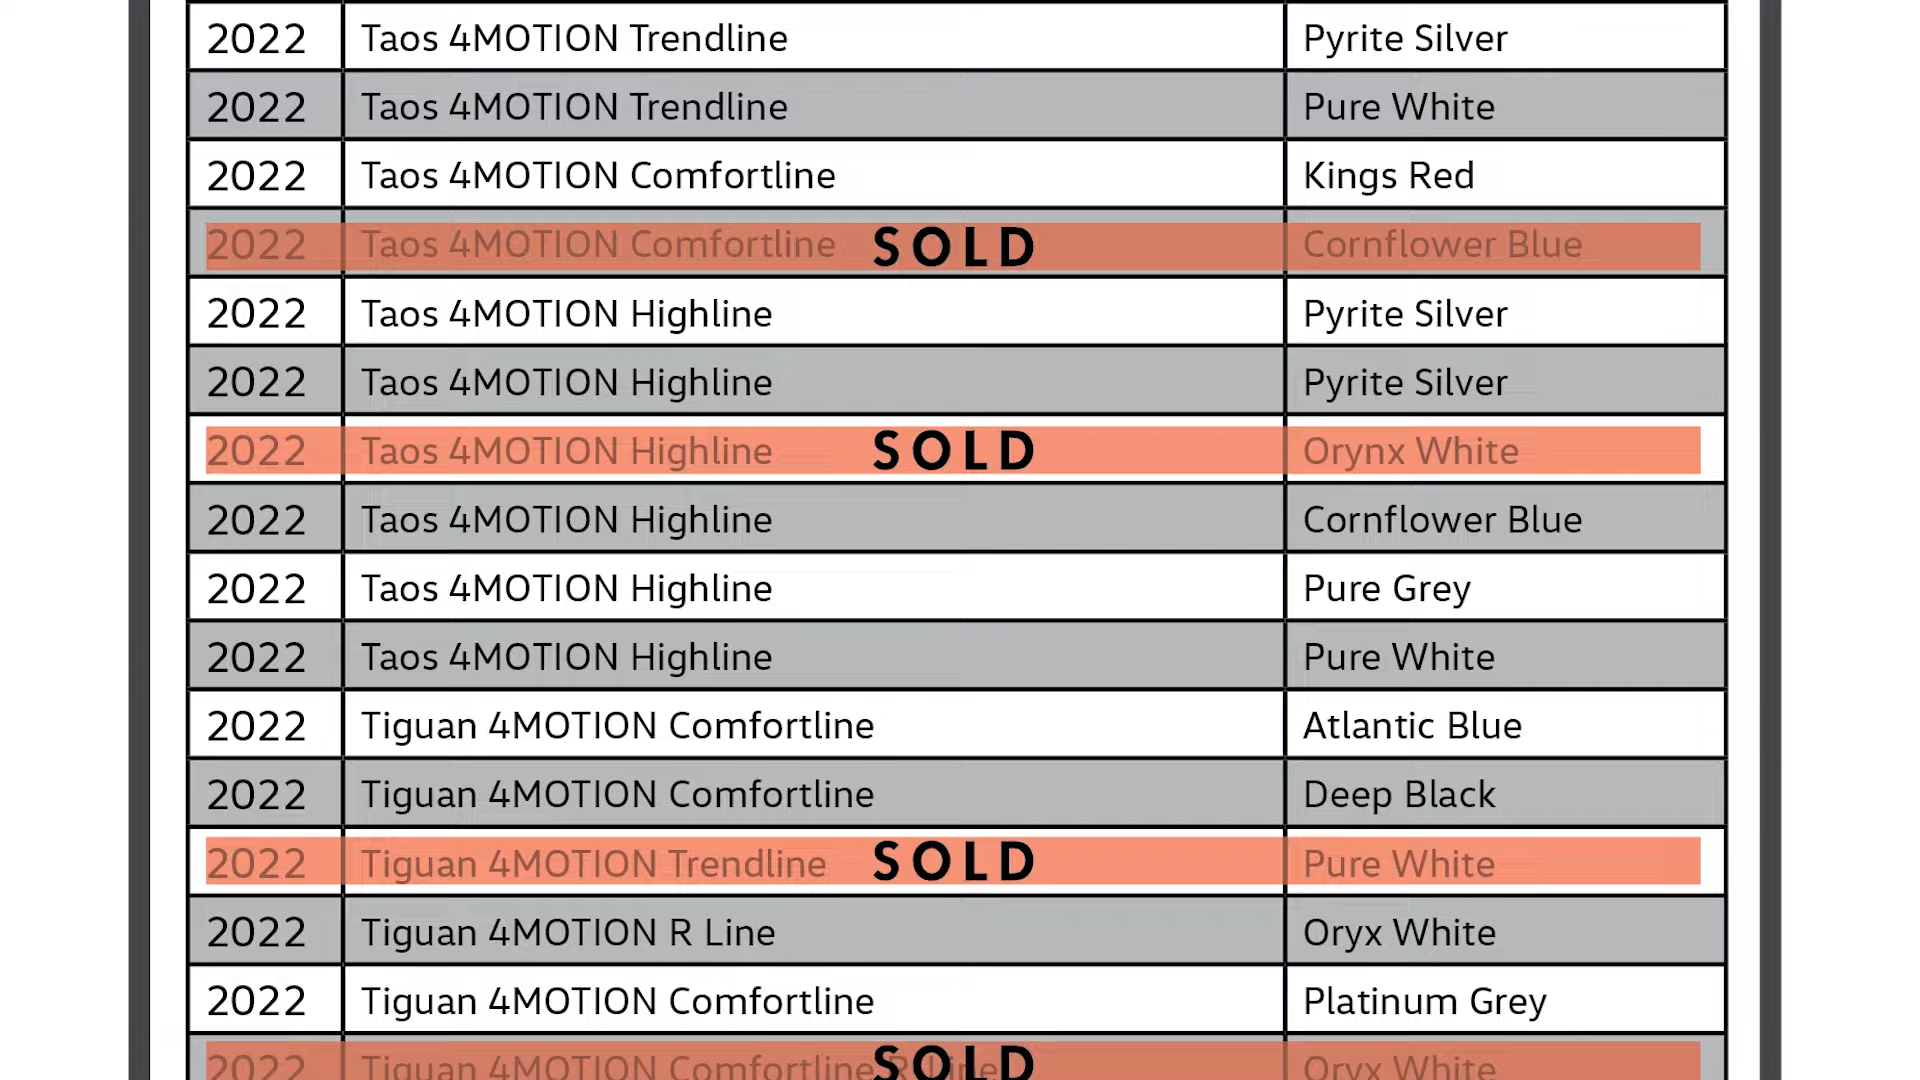 2022 Taos 4MOTION Trendline Pyrite Silver
2022 Taos 4MOTION Trendline Pure White
2022 Taos 4MOTION Comfortline Kings Red
2022 Taos 4MOTION Comfortline SOLD Cornflower Blue
2022 Taos 4MOTION Highline Pyrite Silver
2022 Taos 4MOTION Highline Pyrite Silver
2022 Taos 4MOTION Highline SOLD Orynx White
2022 Taos 4MOTION Highline Cornflower Blue
2022 Taos 4MOTION Highline Pure Grey
2022 Taos 4MOTION Highline Pure White
2022 Tiguan 4MOTION Comfortline Atlantic Blue
2022 Tiguan 4MOTION Comfortline Deep Black
2022 Tiguan 4MOTION Trendline SOLD Pure White
2022 Tiguan 4MOTION R Line Oryx White
2022 Tiguan 4MOTION Comfortline Platinum Grey
2022 Tiguan 4MOTION Comfortline R Line SOLD Oryx White